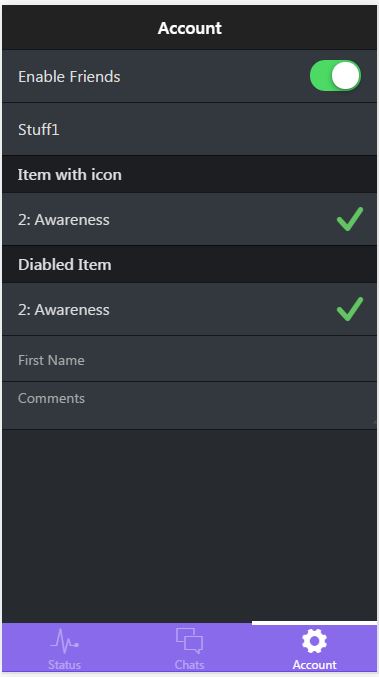 Account
Enable Friends
Stuff1
Item with icon
2: Awareness
Diabled Item
2: Awareness
First Name
Comments
Status
Chats
Account